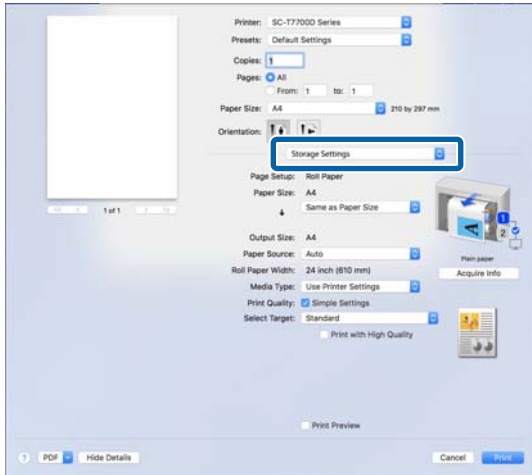 Printer: SC-T7700D Series
Presets: Default Settings
Copies: 1
Pages: All
From: 1 to: 1
Paper Size: A4 210 by 297 mm
Orientation:
Storage Settings
Page Setup: Roll Paper
Paper Size: A4
Same as Paper Size
1 of 1
Output Size: A4
Paper Source: Auto
Plain paper
Roll Paper Width: 24 inch (610 mm)
Acquire Info
Media Type: Use Printer Settings
Print Quality: Simple Settings
Select Target: Standard
Print with High Quality
Print Preview
? PDF Hide Details Cancel Print
A
1
2